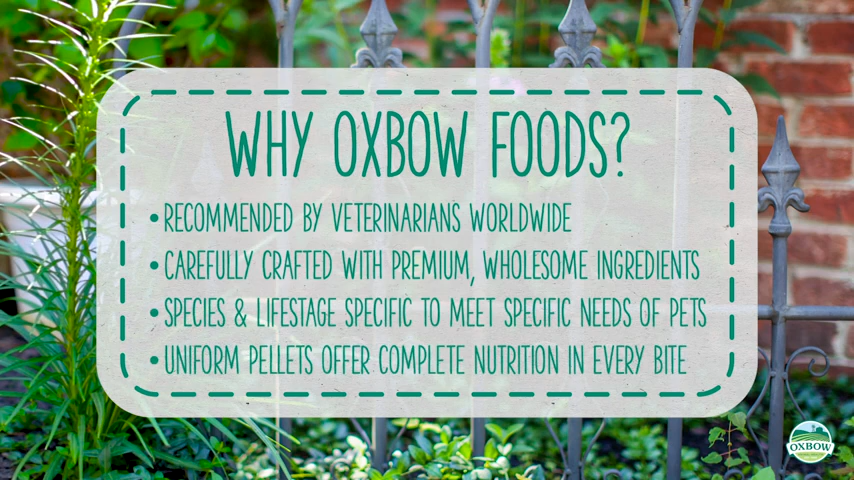 WHY OXBOW FOODS?
• RECOMMENDED BY VETERINARIANS WORLDWIDE
• CAREFULLY CRAFTED WITH PREMIUM, WHOLESOME INGREDIENTS
• SPECIES & LIFESTAGE SPECIFIC TO MEET SPECIFIC NEEDS OF PETS
• UNIFORM PELLETS OFFER COMPLETE NUTRITION IN EVERY BITE
OXBOW